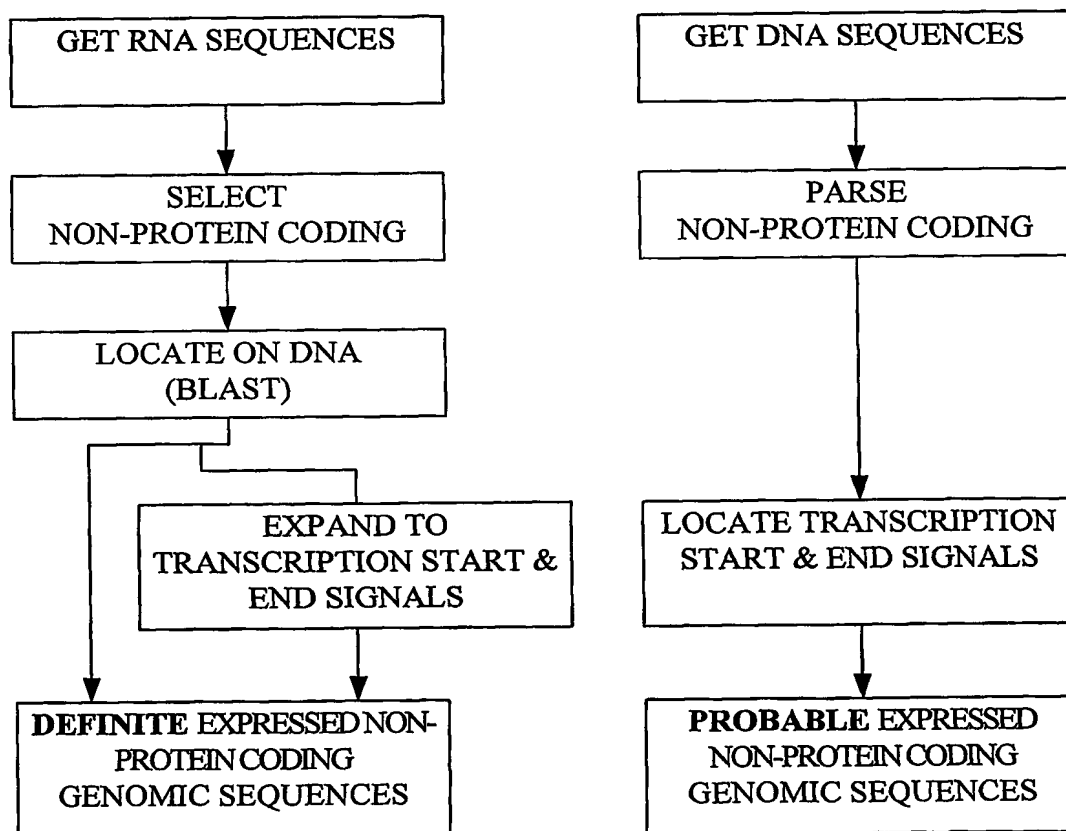 GET RNA SEQUENCES
SELECT
NON-PROTEIN CODING
LOCATE ON DNA
(BLAST)
EXPAND TO
TRANSCRIPTION START &
END SIGNALS
DEFINITE EXPRESSED NON-
PROTEIN CODING
GENOMIC SEQUENCES
GET DNA SEQUENCES
PARSE
NON-PROTEIN CODING
LOCATE TRANSCRIPTION
START & END SIGNALS
PROBABLE EXPRESSED
NON-PROTEIN CODING
GENOMIC SEQUENCES